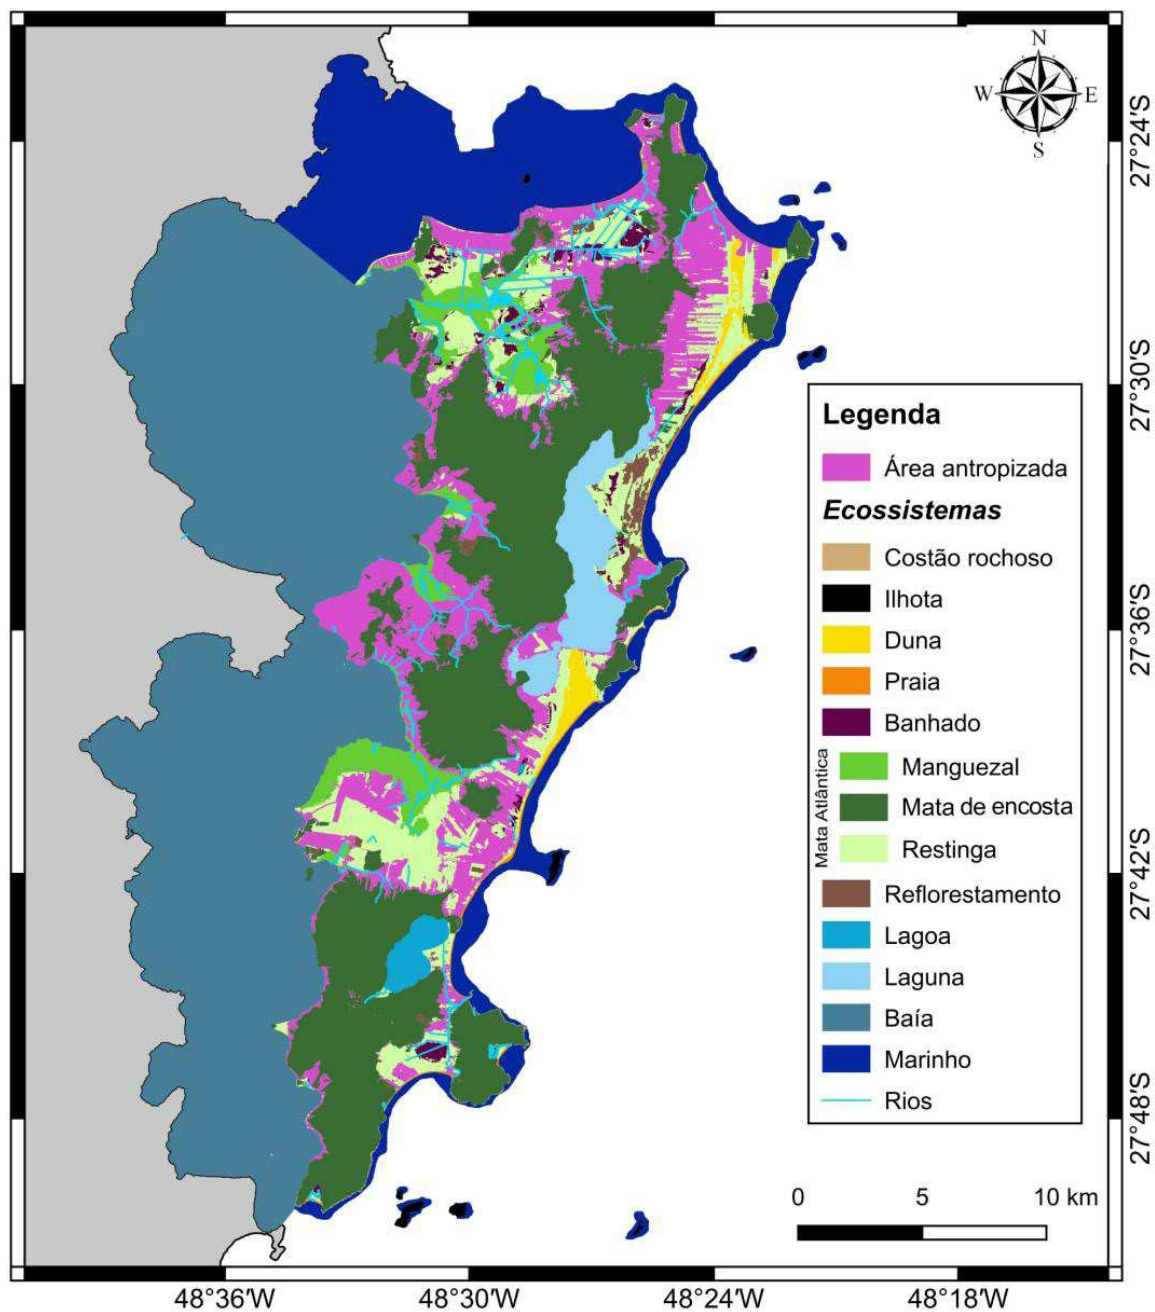 N
W E
S
27°24'S
27°30'S
27°36'S
27°42'S
27°48'S
Legenda
Área antropizada
Ecossistemas
Costão rochoso
Ilhota
Duna
Praia
Banhado
Mata Atlântica
Manguezal
Mata de encosta
Restinga
Reflorestamento
Lagoa
Laguna
Baía
Marinho
Rios
0 5 10 km
48°36'W 48°30'W 48°24'W 48°18'W